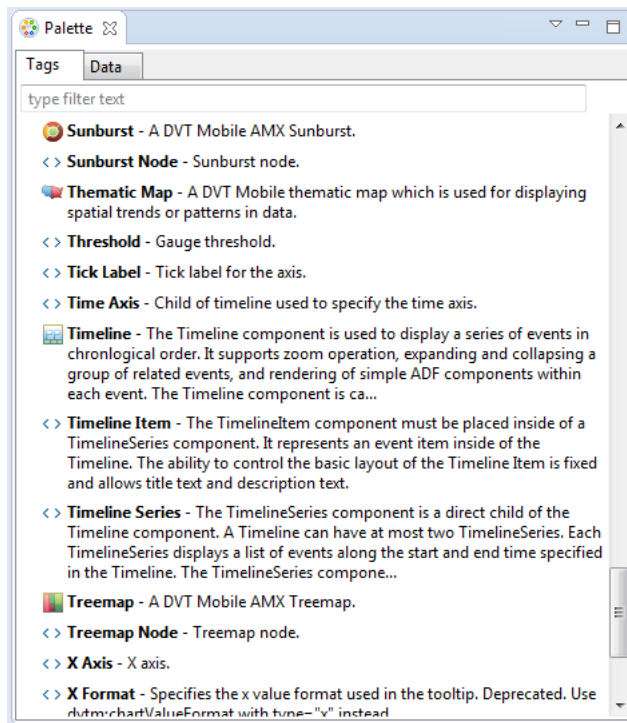 Palette
Tags Data
type filter text
Sunburst - A DVT Mobile AMX Sunburst.
< > Sunburst Node - Sunburst node.
Thematic Map - A DVT Mobile thematic map which is used for displaying
spatial trends or patterns in data.
< > Threshold - Gauge threshold.
< > Tick Label - Tick label for the axis.
< > Time Axis - Child of timeline used to specify the time axis.
Timeline - The Timeline component is used to display a series of events in
chronlogical order. It supports zoom operation, expanding and collapsing a
group of related events, and rendering of simple ADF components within
each event. The Timeline component is ca...
< > Timeline Item - The TimelineItem component must be placed inside of a
TimelineSeries component. It represents an event item inside of the
Timeline. The ability to control the basic layout of the Timeline Item is fixed
and allows title text and description text.
< > Timeline Series - The TimelineSeries component is a direct child of the
Timeline component. A Timeline can have at most two TimelineSeries. Each
TimelineSeries displays a list of events along the start and end time specified
in the Timeline. The TimelineSeries compone...
Treemap - A DVT Mobile AMX Treemap.
< > Treemap Node - Treemap node.
< > X Axis - X axis.
< > X Format - Specifies the x value format used in the tooltip. Deprecated. Use
dvtm:chartValueFormat with type="x" instead